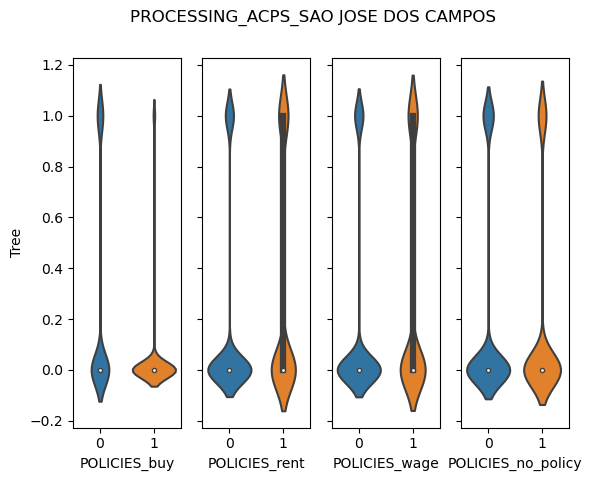 PROCESSING_ACPS_SAO JOSE DOS CAMPOS
1.2
1.0
0.8
0.6
0.4
0.2
0.0
−0.2
Tree
0 1
POLICIES_buy
0 1
POLICIES_rent
0 1
POLICIES_wage
0 1
POLICIES_no_policy